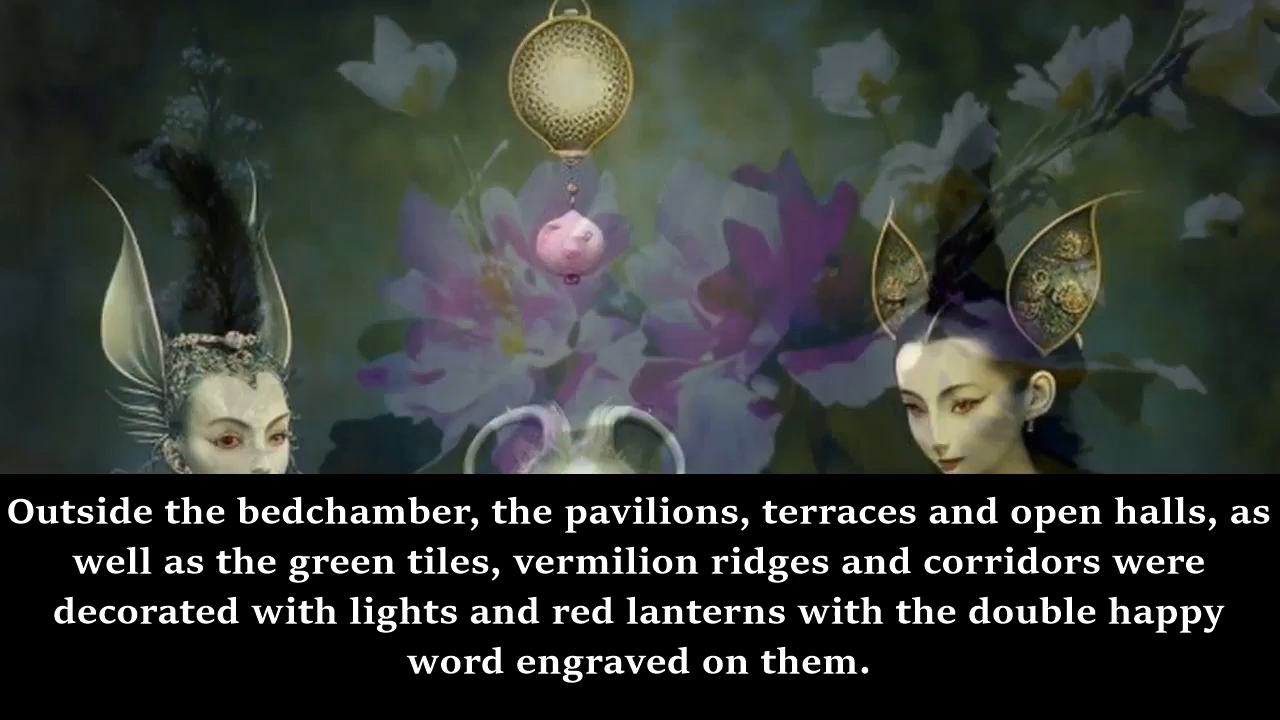 Outside the bedchamber, the pavilions, terraces and open halls, as
well as the green tiles, vermilion ridges and corridors were
decorated with lights and red lanterns with the double happy
word engraved on them.